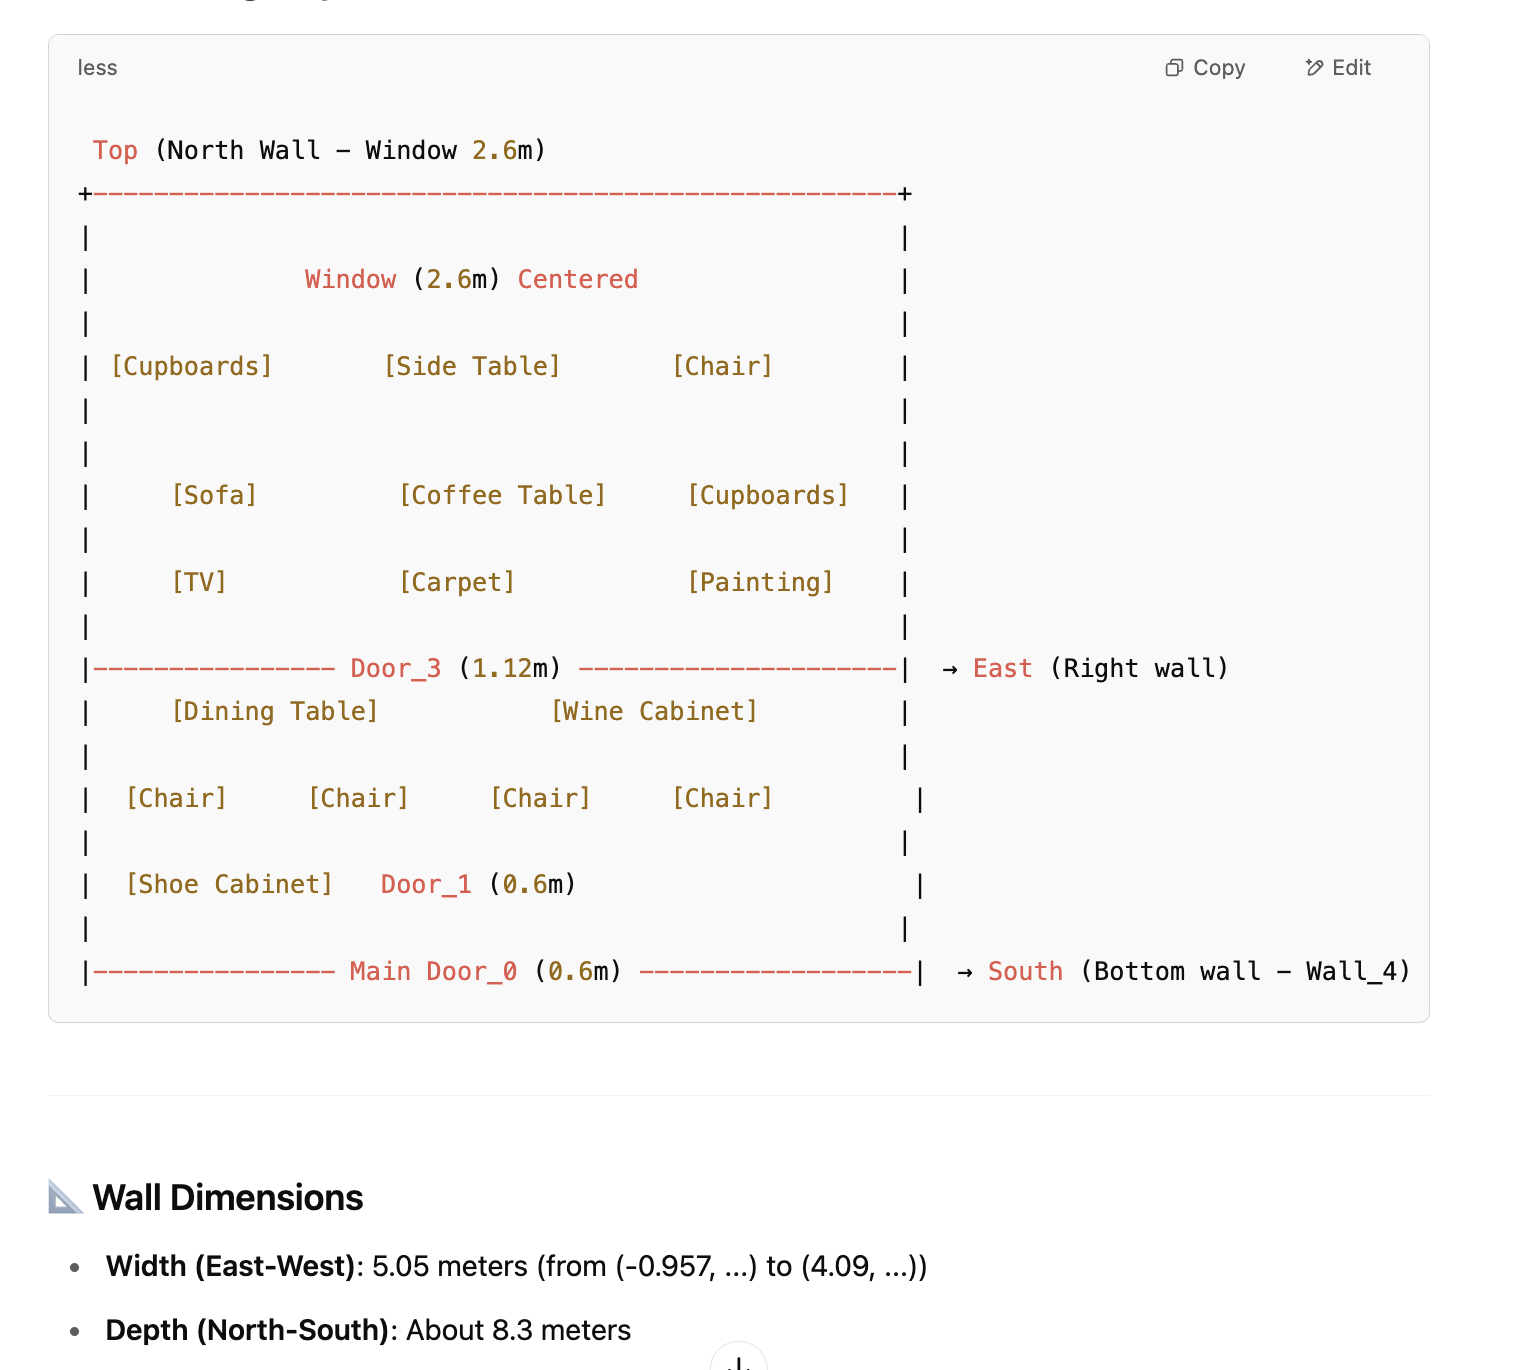 less
Copy
Edit
Top (North Wall – Window 2.6m)
+-----------------------------------------------------+
|                                                     |
|              Window (2.6m) Centered                 |
|                                                     |
| [Cupboards]       [Side Table]       [Chair]        |
|                                                     |
|                                                     |
|     [Sofa]         [Coffee Table]     [Cupboards]   |
|                                                     |
|     [TV]           [Carpet]           [Painting]    |
|                                                     |
|---------------- Door_3 (1.12m) ---------------------|  → East (Right wall)
|     [Dining Table]           [Wine Cabinet]         |
|                                                     |
|  [Chair]     [Chair]     [Chair]     [Chair]         |
|                                                     |
|  [Shoe Cabinet]   Door_1 (0.6m)                      |
|                                                     |
|---------------- Main Door_0 (0.6m) ------------------|  → South (Bottom wall – Wall_4)
📐 Wall Dimensions
• Width (East-West): 5.05 meters (from (-0.957, ...) to (4.09, ...))
• Depth (North-South): About 8.3 meters